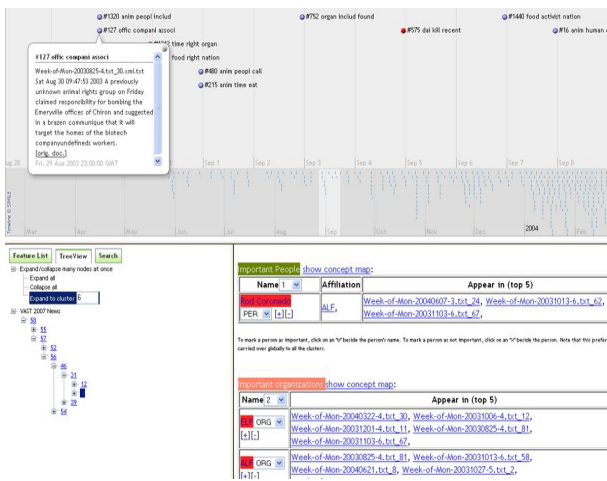 #1320 anim peopl includ
#752 organ includ found
#1440 food activist nation
#127 offic compani associ
#575 dai kill recent
#16 anim human
time right organ
food right nation
#480 anim peopl call
#215 anim time eat
#127 offic compani associ
Week-of-Mon-20030825-4.txt_30.xml.txt
Sat Aug 30 09:47:53 2003 A previously
unknown animal rights group on Friday
claimed responcibility for bombing the
Emeryville offices of Chiron and suggested
in a brazen communique that it will
target the homes of the biotech
companyundefineds workers.
[orig. doc.]
Fri, 29 Aug 2003 23:00:00 GMT
Aug 28
Sep 1
Sep 2
Sep 3
Sep 4
Sep 5
Sep 6
Sep 7
Sep 8
Timeline © SIMILE
Mar
Apr
May
Jun
Jul
Aug
Sep
Oct
Nov
Dec
2004
Feb
Feature List TreeView Search
Expand/collapse many nodes at once
Expand all
Collapse all
Expand to cluster 6
VAST 2007 News
50
55
57
52
56
46
31
12
29
54
Important People show concept map:
Name 1 Affiliation Appear in (top 5)
Rod Coronado
PER [+][-]
ALF,
Week-of-Mon-20040607-3.txt_24, Week-of-Mon-20031013-6.txt_62,
Week-of-Mon-20031103-6.txt_67,
To mark a person as important, click on an "b" beside the person's name. To mark a person as not important, click on an "b" beside the person. Note that this prefer
carried over globally to all the clusters.
Important organizations show concept map:
Name 2 Appear in (top 5)
ELF ORG
[+][-]
Week-of-Mon-20040322-4.txt_30, Week-of-Mon-20031006-4.txt_12,
Week-of-Mon-20031201-4.txt_11, Week-of-Mon-20030825-4.txt_81,
Week-of-Mon-20031103-6.txt_67,
ALF ORG
[+][-]
Week-of-Mon-20030825-4.txt_81, Week-of-Mon-20031013-6.txt_58,
Week-of-Mon-20040621.txt_8, Week-of-Mon-20031027-5.txt_2,